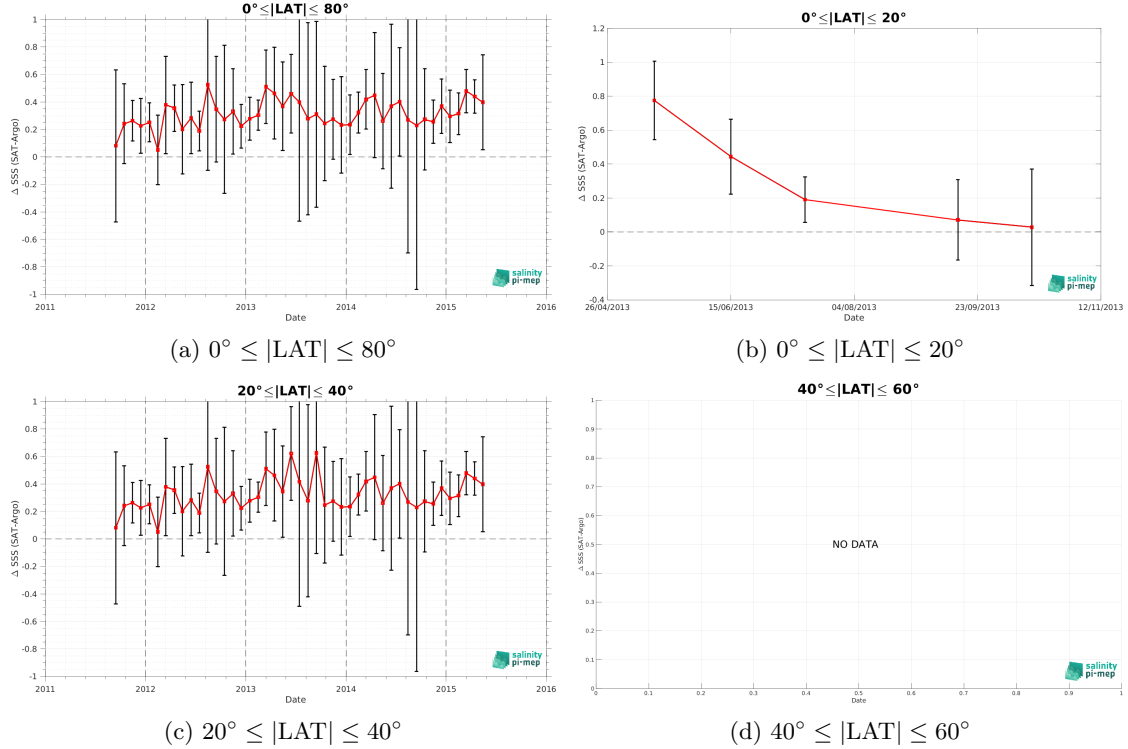 0°≤|LAT|≤ 80°
1
0.8
0.6
0.4
0.2
0
-0.2
-0.4
-0.6
-0.8
-1
Δ SSS (SAT-Argo)
2011 2012 2013 2014 2015 2016
Date
salinity
pi-mep
(a) 0° ≤ |LAT| ≤ 80°
0°≤|LAT|≤ 20°
1.2
1
0.8
0.6
0.4
0.2
0
-0.2
-0.4
Δ SSS (SAT-Argo)
26/04/2013 15/06/2013 04/08/2013 23/09/2013 12/11/2013
Date
salinity
pi-mep
(b) 0° ≤ |LAT| ≤ 20°
20°≤|LAT|≤ 40°
1
0.8
0.6
0.4
0.2
0
-0.2
-0.4
-0.6
-0.8
-1
Δ SSS (SAT-Argo)
2011 2012 2013 2014 2015 2016
Date
salinity
pi-mep
(c) 20° ≤ |LAT| ≤ 40°
40°≤|LAT|≤ 60°
1
0.9
0.8
0.7
0.6
0.5
0.4
0.3
0.2
0.1
0
Δ SSS (SAT-Argo)
NO DATA
0 0.1 0.2 0.3 0.4 0.5 0.6 0.7 0.8 0.9 1
Date
salinity
pi-mep
(d) 40° ≤ |LAT| ≤ 60°